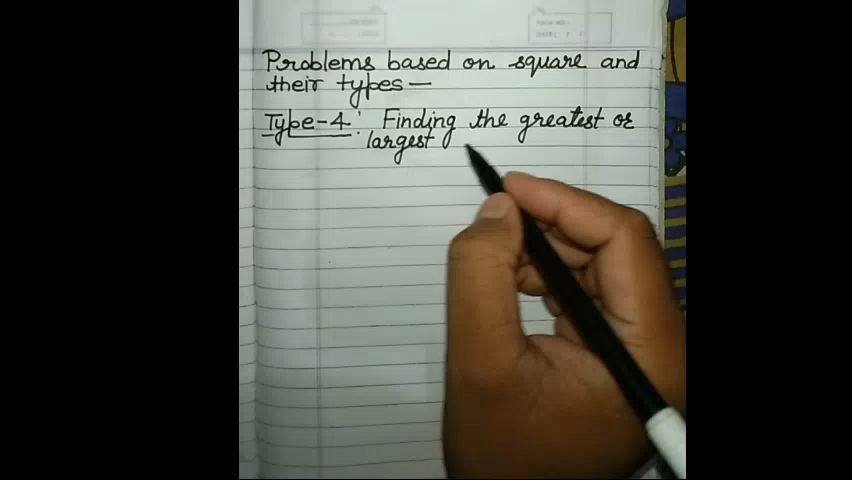 Problems based on square and
their types—
Type-4: Finding the greatest or
largest